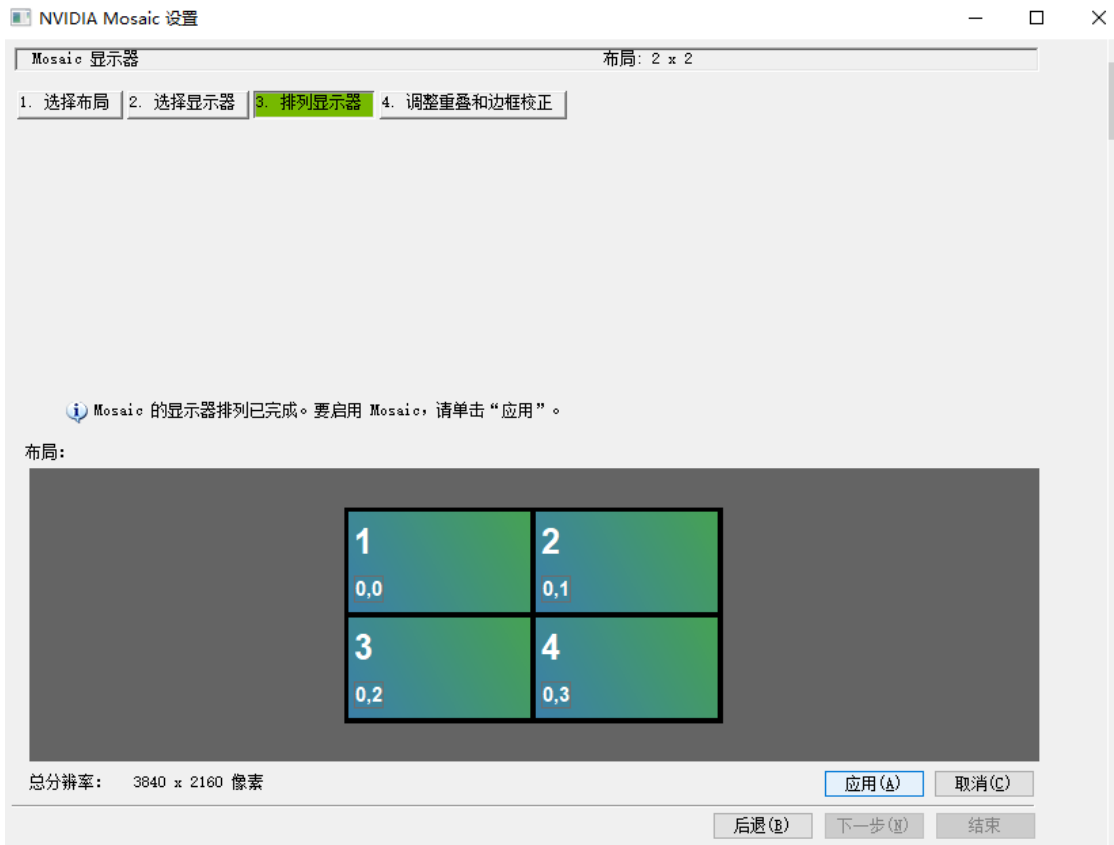 NVIDIA Mosaic 设置
Mosaic 显示器 布局: 2 x 2
1. 选择布局 2. 选择显示器 3. 排列显示器 4. 调整重叠和边框校正
Mosaic 的显示器排列已完成。要启用 Mosaic，请单击“应用”。
布局:
1 2
0,0 0,1
3 4
0,2 0,3
总分辨率: 3840 x 2160 像素 应用(A) 取消(C)
后退(B) 下一步(N) 结束